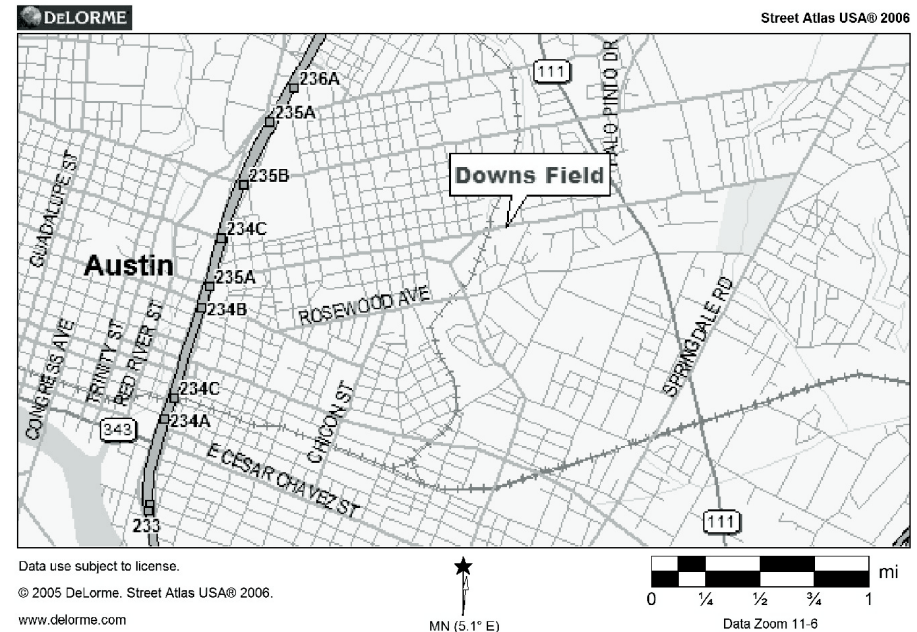 DELORME
Street Atlas USA® 2006
236A
111
235A
Downs Field
235B
GUADALUPE ST
234C
Austin
235A
234B
ROSEWOOD AVE
SPRINGDALE RD
CONGRESS AVE
TRINITY ST
RED RIVER ST
234C
343
234A
CHICON ST
E CESAR CHAVEZ ST
233
111
Data use subject to license.
© 2005 DeLorme. Street Atlas USA® 2006.
www.delorme.com
MN (5.1° E)
0 ¼ ½ ¾ 1
mi
Data Zoom 11-6